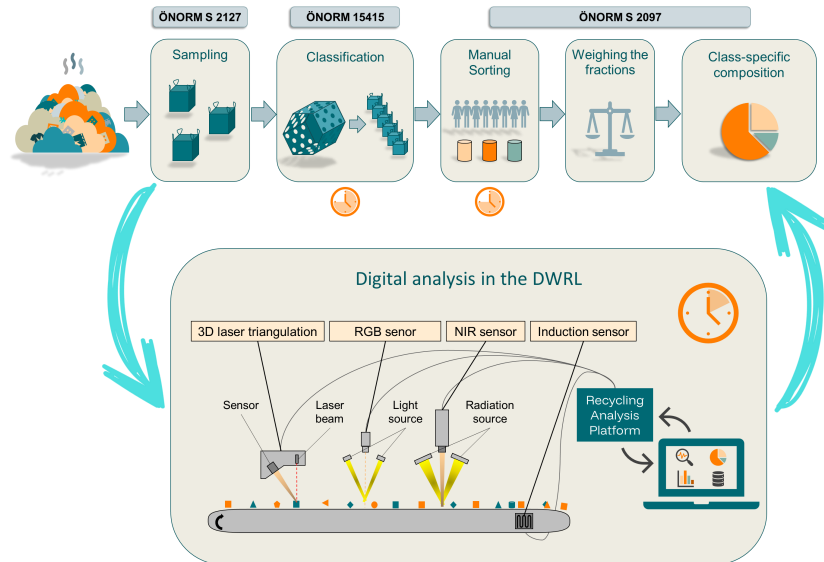 ÖNORM S 2127
ÖNORM 15415
ÖNORM S 2097
Sampling
Classification
Manual
Sorting
Weighing the
fractions
Class-specific
composition
Digital analysis in the DWRL
3D laser triangulation
RGB senor
NIR sensor
Induction sensor
Sensor
Laser
beam
Light
source
Radiation
source
Recycling
Analysis
Platform